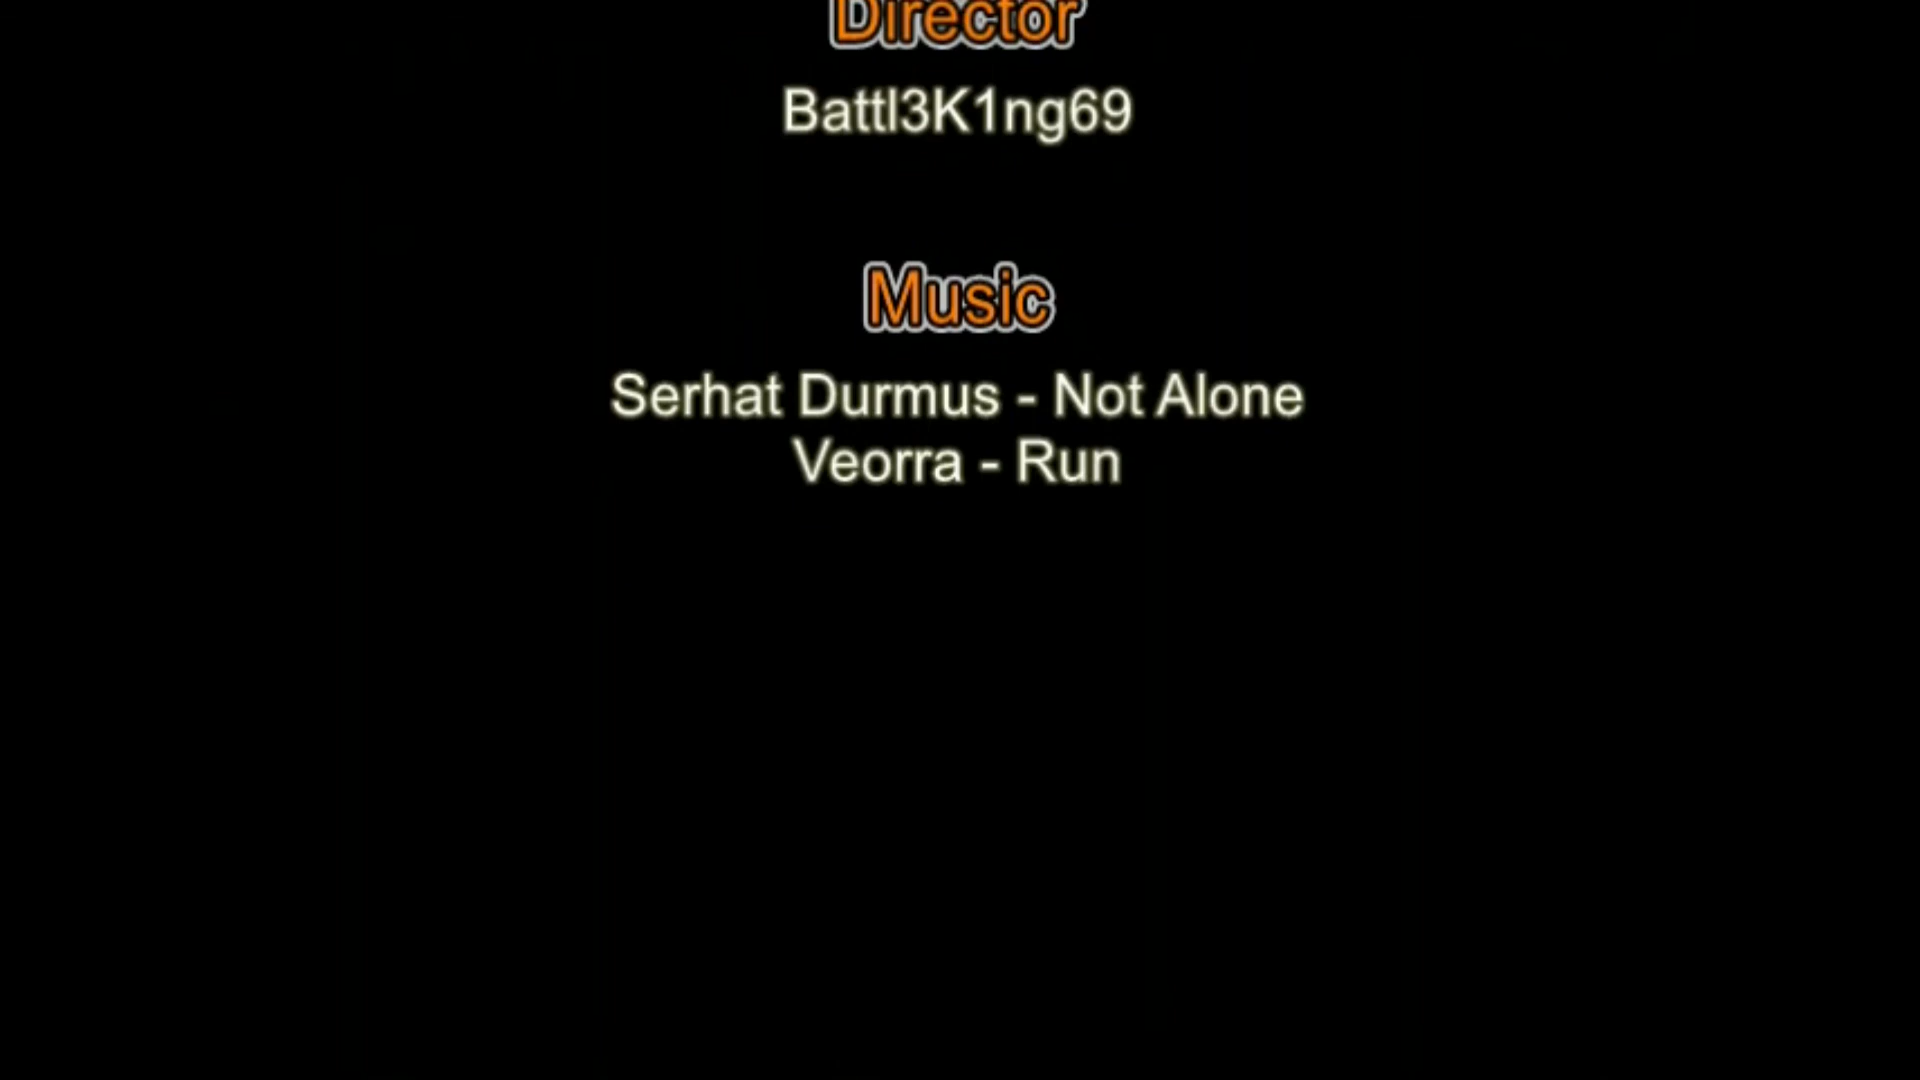 Director
Battl3K1ng69
Music
Serhat Durmus - Not Alone
Veorra - Run